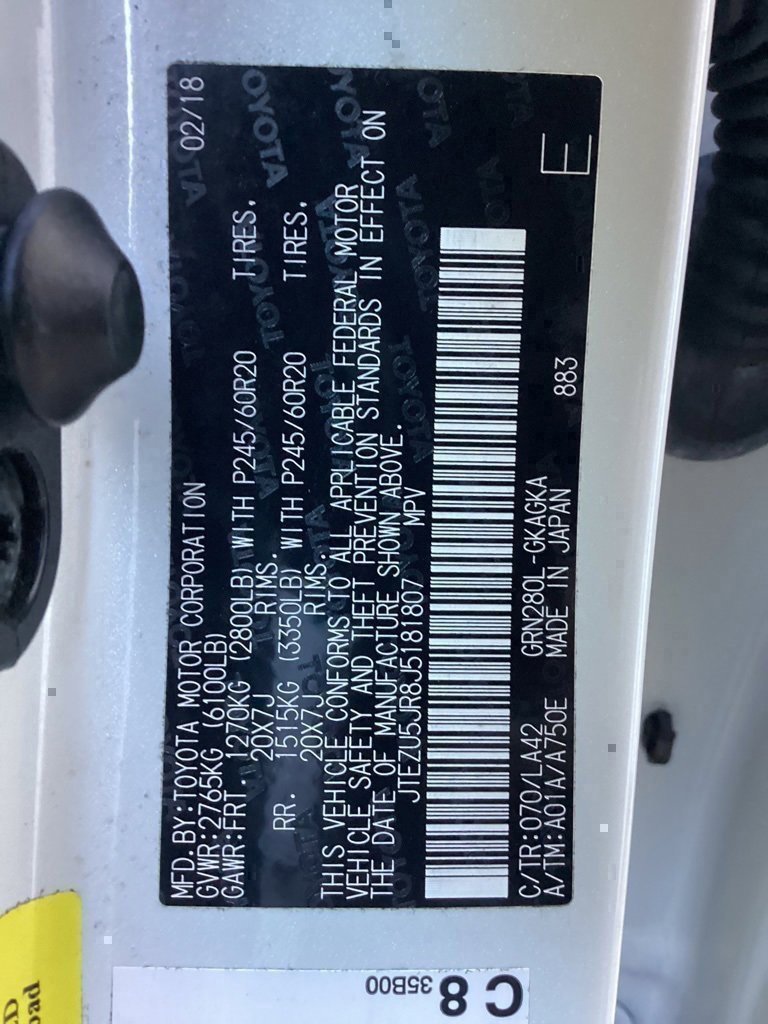 MFD.BY:TOYOTA MOTOR CORPORATION 02/18
GVWR:2765KG (6100LB)
GAWR:FRT. 1270KG (2800LB) WITH P245/60R20 TIRES.
20X7J RIMS.
RR. 1515KG (3350LB) WITH P245/60R20 TIRES.
20X7J RIMS.
THIS VEHICLE CONFORMS TO ALL APPLICABLE FEDERAL MOTOR
VEHICLE SAFETY AND THEFT PREVENTION STANDARDS IN EFFECT ON
THE DATE OF MANUFACTURE SHOWN ABOVE.
JTEZU5JR8J5181807 MPV
C/TR:070/LA42 GRN280L-GKAGKA
A/TM:A01A/A750E MADE IN JAPAN 883 E
C8 35B00